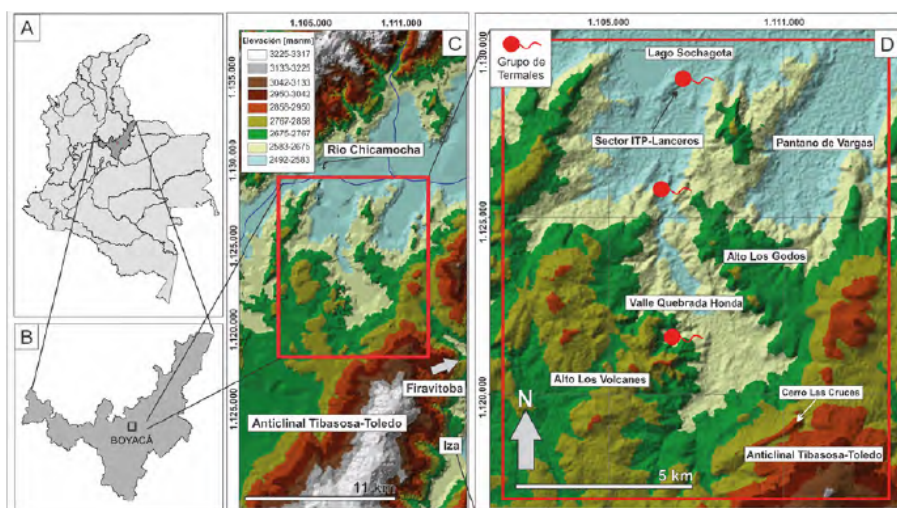 A
B
BOYACÁ
C
1.105.000
1.111.000
Elevación [msnm]
3225-3317
3133-3225
3042-3133
2950-3042
2858-2950
2767-2858
2675-2767
2583-2675
2492-2583
1.135.000
1.130.000
1.125.000
1.120.000
1.125.000
Rio Chicamocha
Firavitoba
Anticlinal Tibasosa-Toledo
Iza
11 km
D
1.105.000
1.111.000
1.130.000
1.125.000
1.120.000
Grupo de
Termales
Lago Sochagota
Sector ITP-Lanceros
Pantano de Vargas
Alto Los Godos
Valle Quebrada Honda
Alto Los Volcanes
Cerro Las Cruces
Anticlinal Tibasosa-Toledo
N
5 km